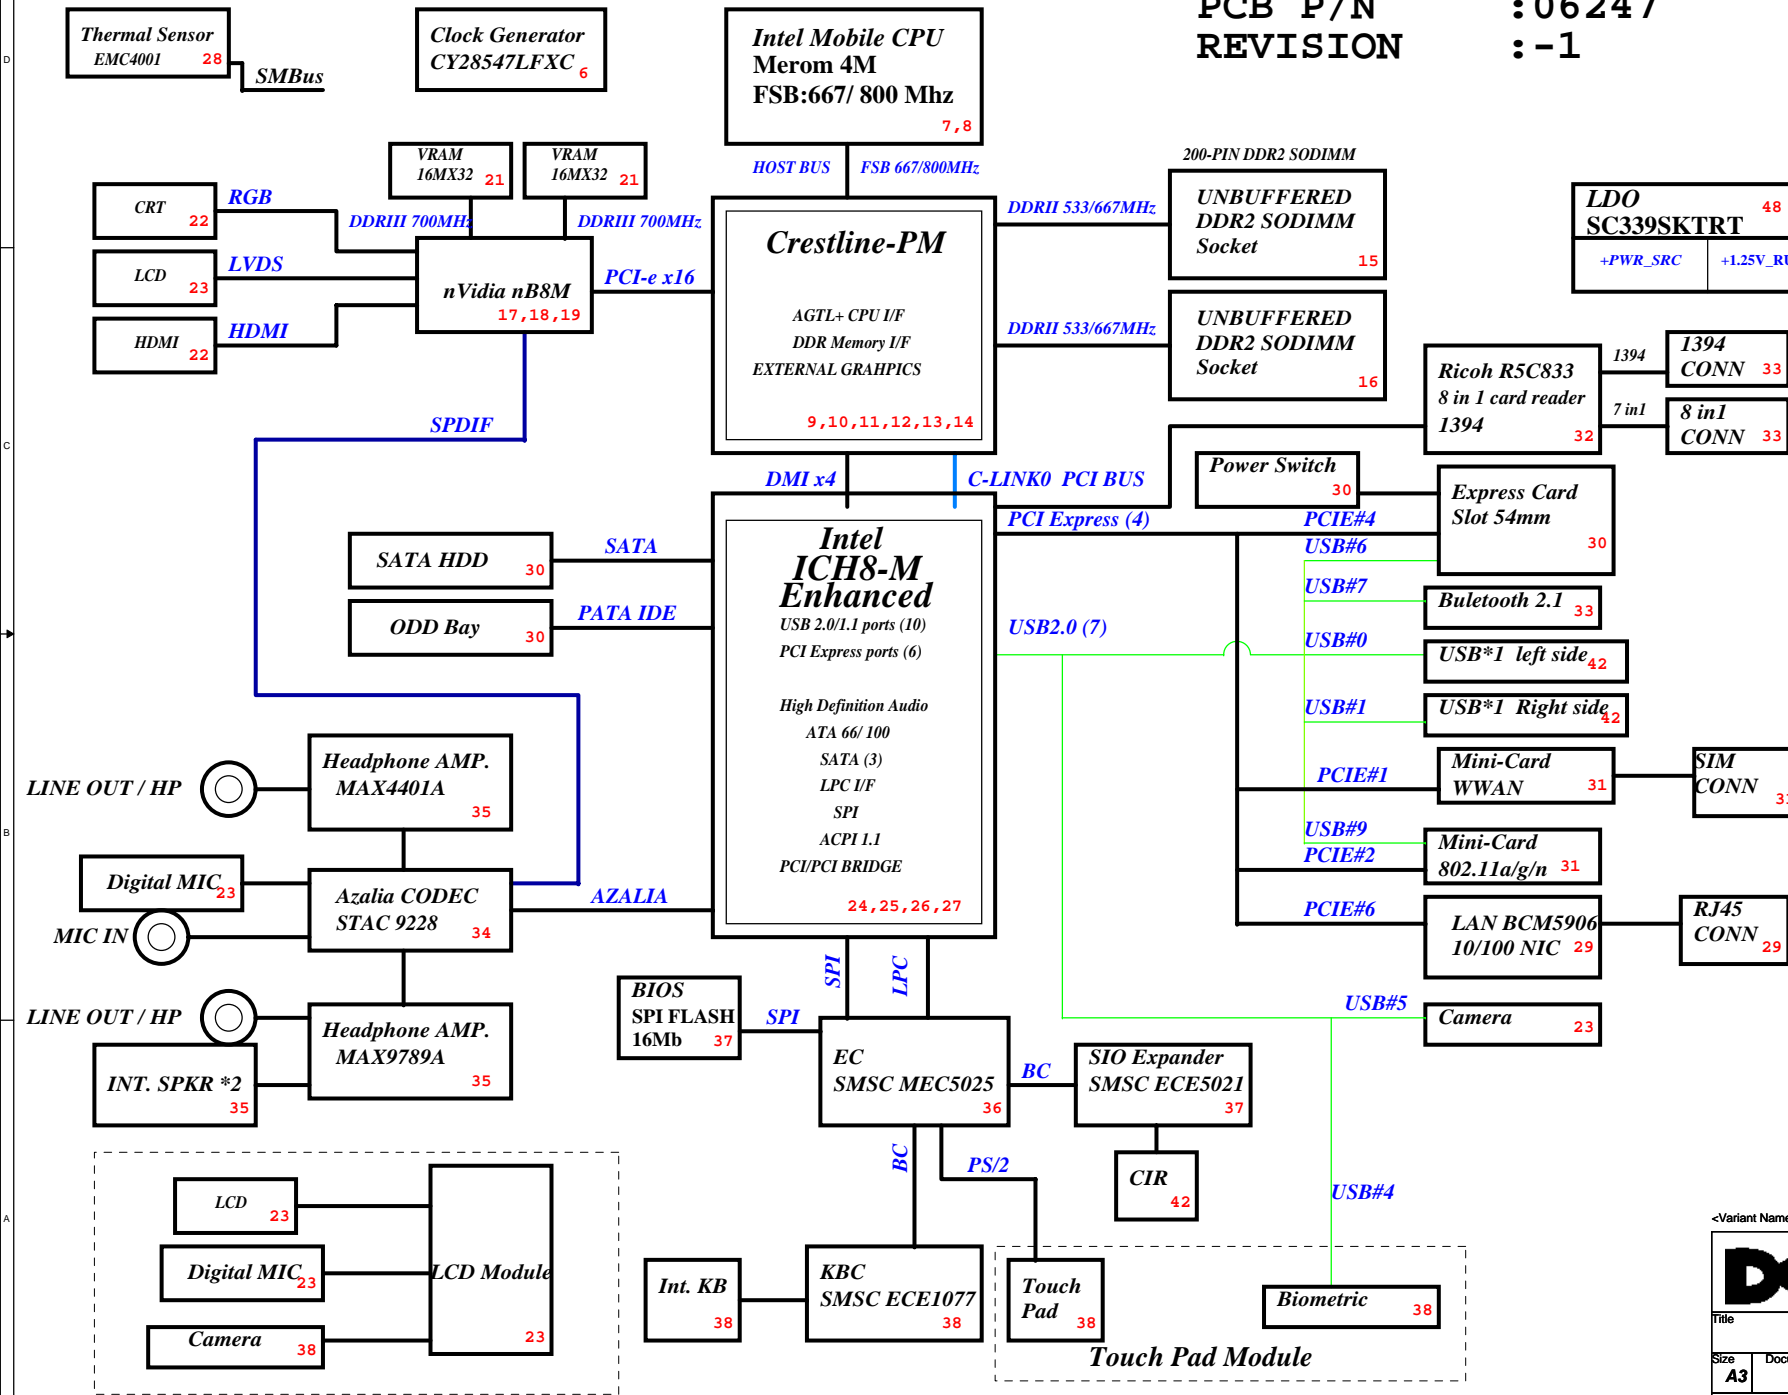 PCB P/N :06247
REVISION :-1
D
Thermal Sensor
EMC4001 28
SMBus
Clock Generator
CY28547LFXC 6
Intel Mobile CPU
Merom 4M
FSB:667/ 800 Mhz
7,8
HOST BUS FSB 667/800MHz
VRAM
16MX32 21
VRAM
16MX32 21
DDRIII 700MHz
DDRIII 700MHz
CRT
22
RGB
LCD
23
LVDS
HDMI
22
HDMI
nVidia nB8M
17,18,19
PCI-e x16
SPDIF
Crestline-PM
AGTL+ CPU I/F
DDR Memory I/F
EXTERNAL GRAHPICS
9,10,11,12,13,14
DDRII 533/667MHz
DDRII 533/667MHz
200-PIN DDR2 SODIMM
UNBUFFERED
DDR2 SODIMM
Socket
15
UNBUFFERED
DDR2 SODIMM
Socket
16
LDO 48
SC339SKTRT
+PWR_SRC +1.25V_RU
C
Ricoh R5C833
8 in 1 card reader
1394
32
1394
7 in1
1394
CONN 33
8 in1
CONN 33
DMI x4
C-LINK0 PCI BUS
Power Switch
30
Express Card
Slot 54mm
30
PCI Express (4)
PCIE#4
USB#6
USB#7
Buletooth 2.1
33
USB2.0 (7)
USB#0
USB*1 left side
42
USB#1
USB*1 Right side
42
PCIE#1
Mini-Card
WWAN 31
SIM
CONN
USB#9
PCIE#2
Mini-Card
802.11a/g/n 31
PCIE#6
LAN BCM5906
10/100 NIC 29
RJ45
CONN
29
USB#5
Camera
23
USB#4
Intel
ICH8-M
Enhanced
USB 2.0/1.1 ports (10)
PCI Express ports (6)
High Definition Audio
ATA 66/ 100
SATA (3)
LPC I/F
SPI
ACPI 1.1
PCI/PCI BRIDGE
24,25,26,27
SATA HDD
30
SATA
ODD Bay
30
PATA IDE
B
LINE OUT / HP
Headphone AMP.
MAX4401A
35
Digital MIC
23
MIC IN
Azalia CODEC
STAC 9228
34
AZALIA
LINE OUT / HP
Headphone AMP.
MAX9789A
35
INT. SPKR *2
35
SPI
LPC
BIOS
SPI FLASH
16Mb 37
SPI
EC
SMSC MEC5025
36
BC
SIO Expander
SMSC ECE5021
37
CIR
42
BC
PS/2
A
LCD
23
Digital MIC
23
Camera
38
LCD Module
23
Int. KB
38
KBC
SMSC ECE1077
38
Touch
Pad
38
Biometric
38
Touch Pad Module
<Variant Name
Title
Size
A3